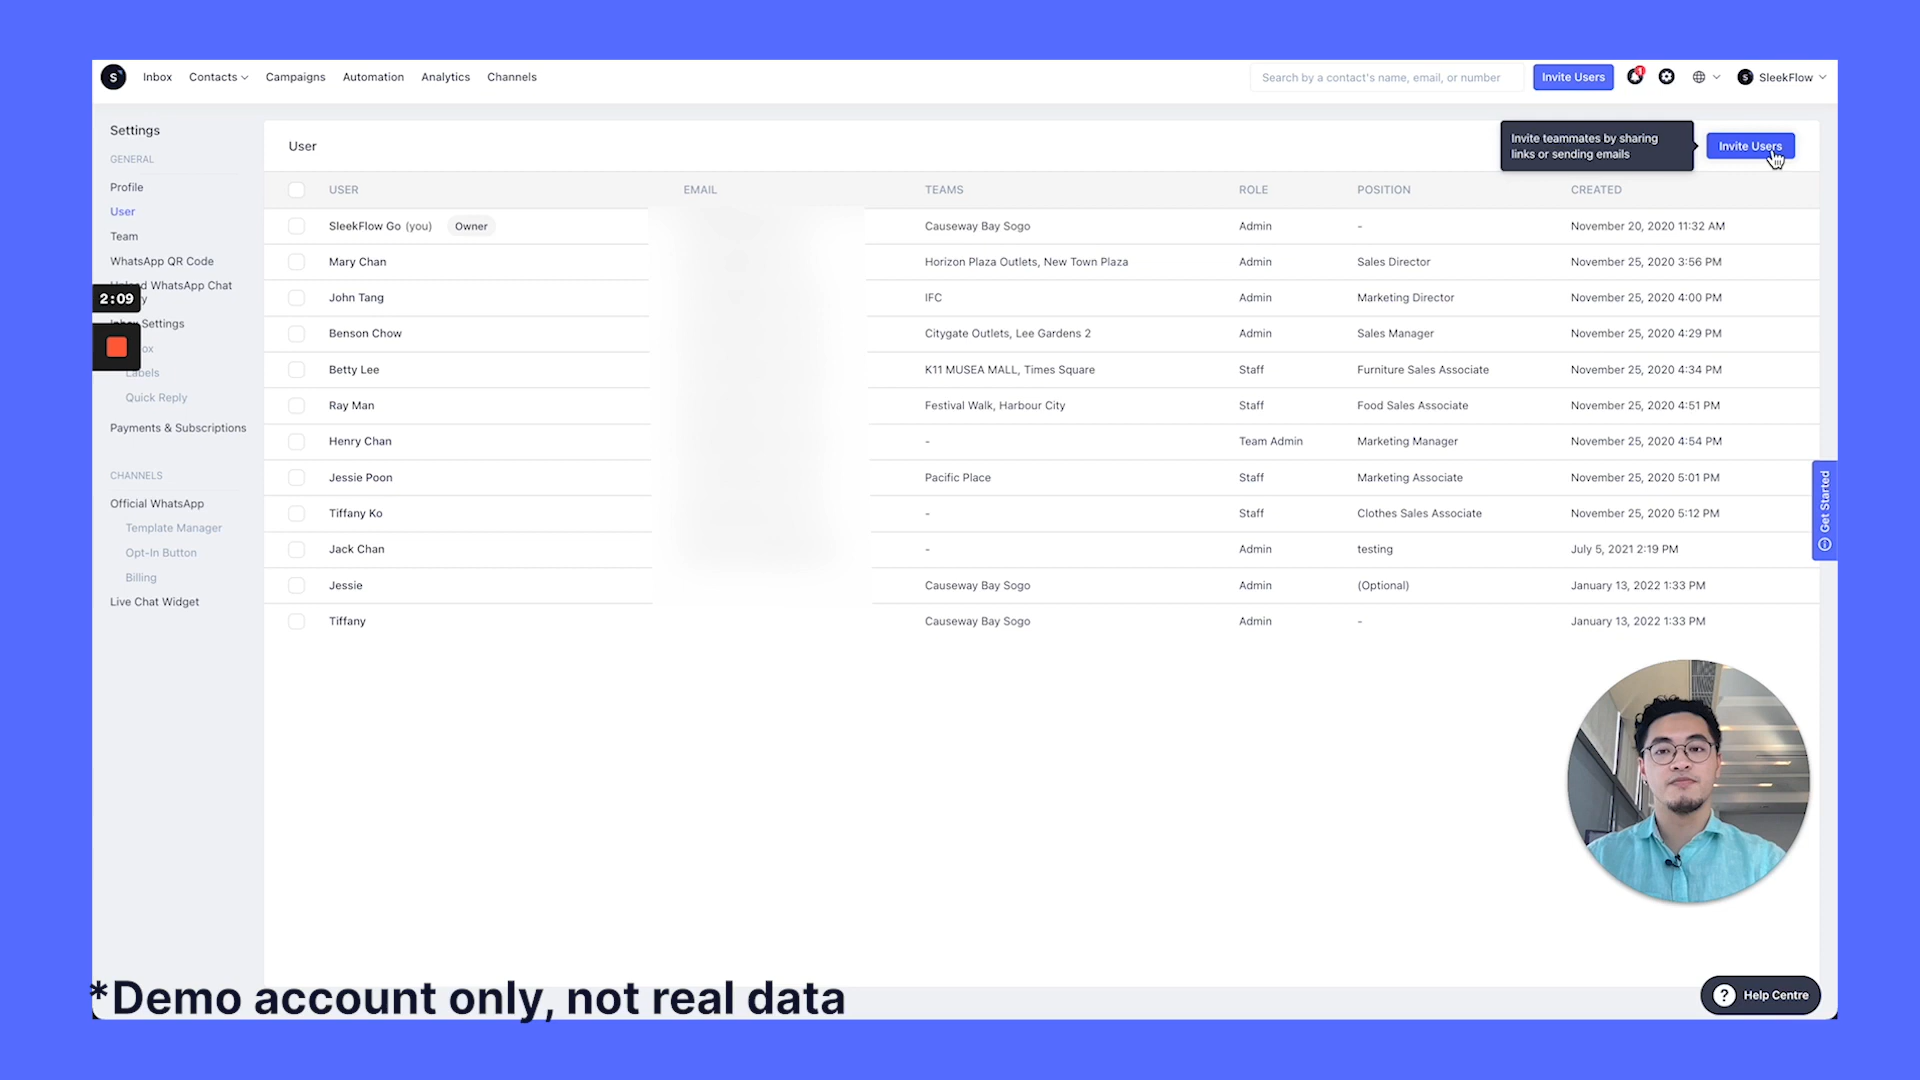 S
Inbox
Contacts
Campaigns
Automation
Analytics
Channels
Search by a contact's name, email, or number
Invite Users
1
S
SleekFlow
Settings
GENERAL
Profile
User
Team
WhatsApp QR Code
WhatsApp Chat
2:09
Settings
Labels
Quick Reply
Payments & Subscriptions
CHANNELS
Official WhatsApp
Template Manager
Opt-In Button
Billing
Live Chat Widget
User
Invite teammates by sharing
links or sending emails
Invite Users
USER EMAIL TEAMS ROLE POSITION CREATED
SleekFlow Go (you) Owner Causeway Bay Sogo Admin - November 20, 2020 11:32 AM
Mary Chan Horizon Plaza Outlets, New Town Plaza Admin Sales Director November 25, 2020 3:56 PM
John Tang IFC Admin Marketing Director November 25, 2020 4:00 PM
Benson Chow Citygate Outlets, Lee Gardens 2 Admin Sales Manager November 25, 2020 4:29 PM
Betty Lee K11 MUSEA MALL, Times Square Staff Furniture Sales Associate November 25, 2020 4:34 PM
Ray Man Festival Walk, Harbour City Staff Food Sales Associate November 25, 2020 4:51 PM
Henry Chan - Team Admin Marketing Manager November 25, 2020 4:54 PM
Jessie Poon Pacific Place Staff Marketing Associate November 25, 2020 5:01 PM
Tiffany Ko - Staff Clothes Sales Associate November 25, 2020 5:12 PM
Jack Chan - Admin testing July 5, 2021 2:19 PM
Jessie Causeway Bay Sogo Admin (Optional) January 13, 2022 1:33 PM
Tiffany Causeway Bay Sogo Admin - January 13, 2022 1:33 PM
Get Started
*Demo account only, not real data
? Help Centre